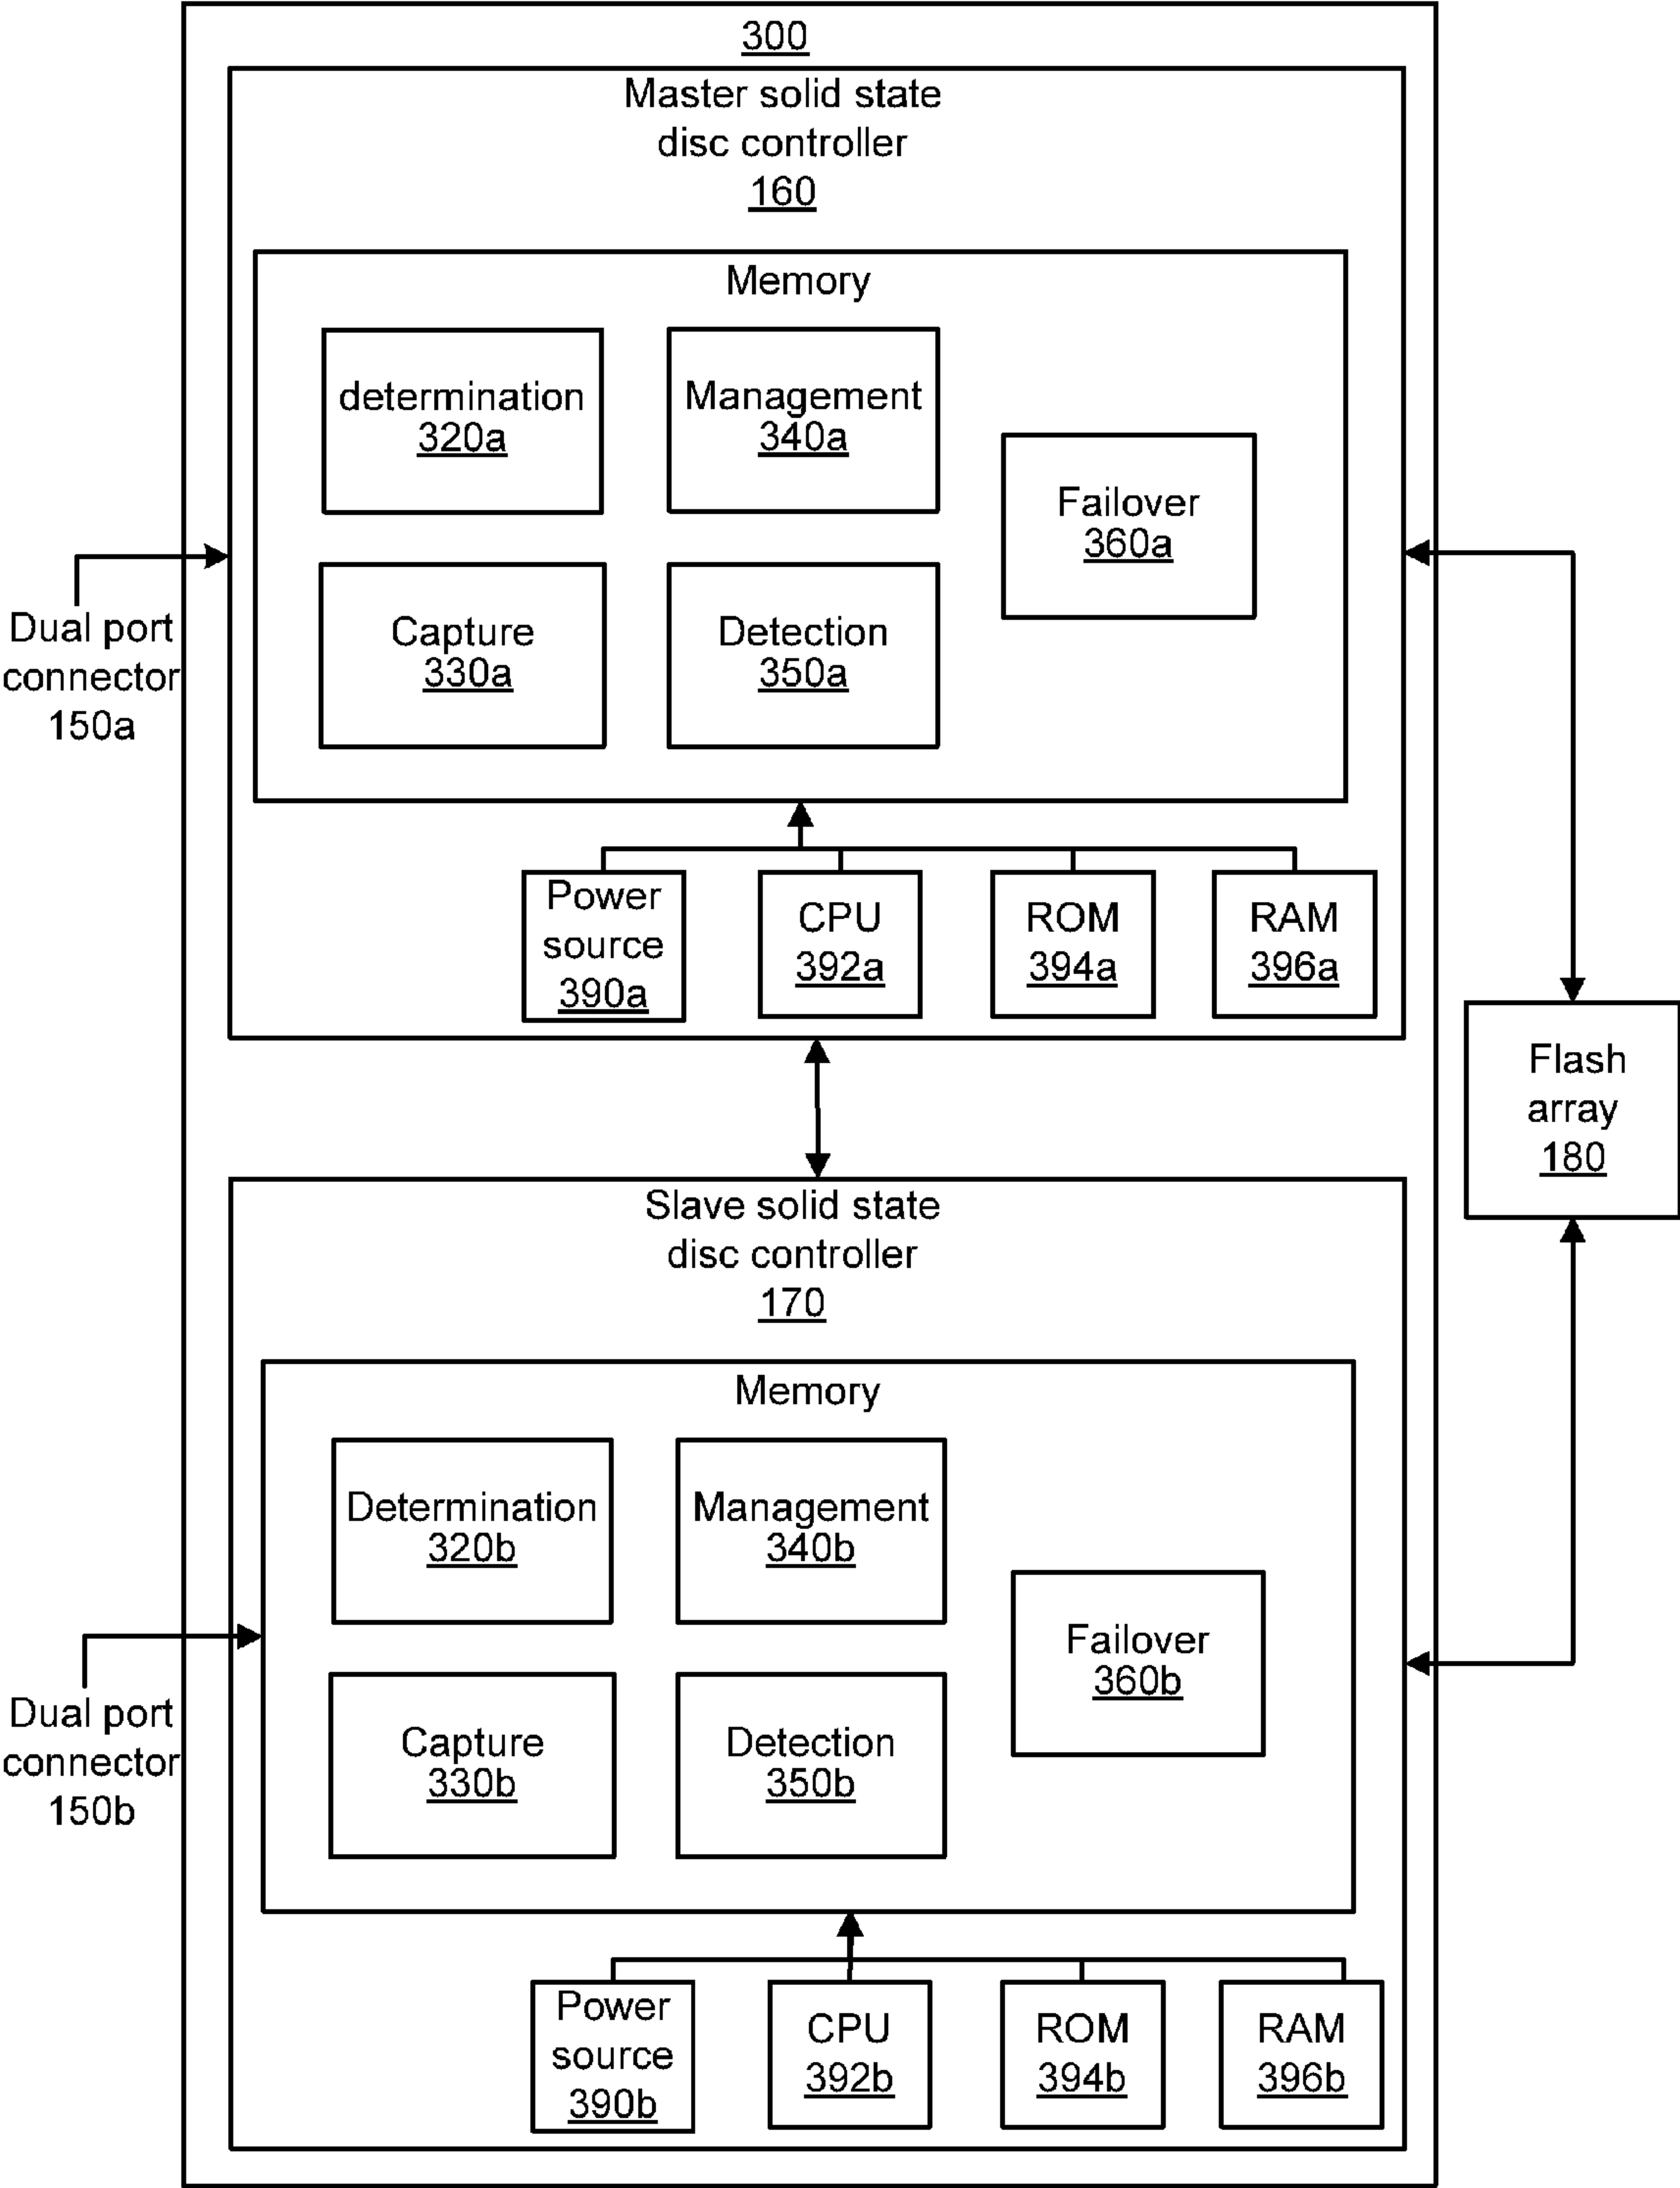 300
Master solid state
disc controller
160
Memory
determination
320a
Management
340a
Failover
360a
Capture
330a
Detection
350a
Dual port
connector
150a
Power
source
390a
CPU
392a
ROM
394a
RAM
396a
Flash
array
180
Slave solid state
disc controller
170
Memory
Determination
320b
Management
340b
Failover
360b
Capture
330b
Detection
350b
Dual port
connector
150b
Power
source
390b
CPU
392b
ROM
394b
RAM
396b